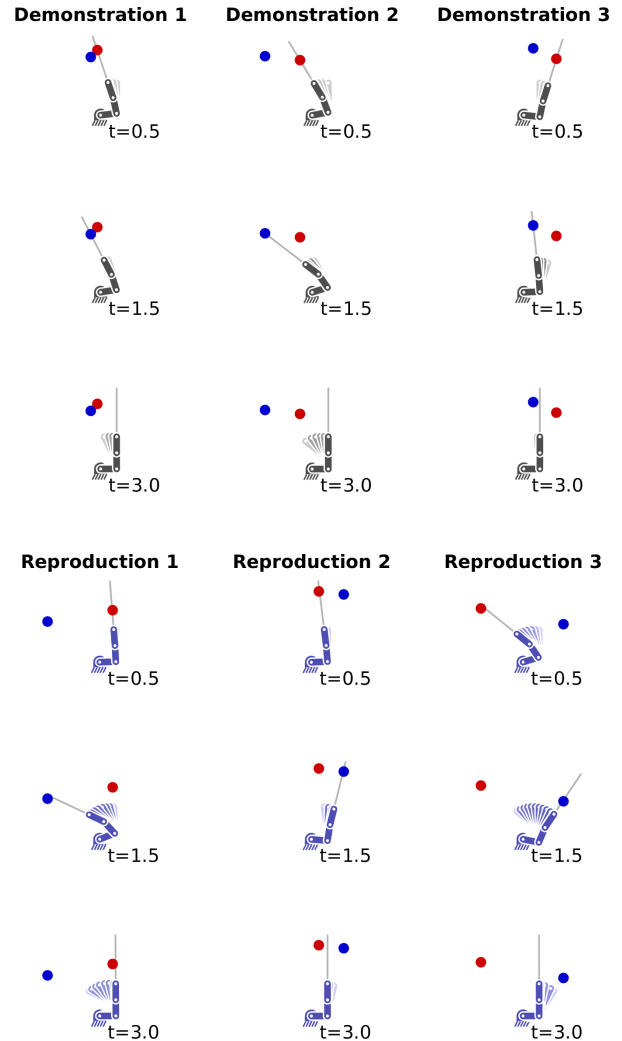 Demonstration 1 Demonstration 2 Demonstration 3
t=0.5 t=0.5 t=0.5
t=1.5 t=1.5 t=1.5
t=3.0 t=3.0 t=3.0
Reproduction 1 Reproduction 2 Reproduction 3
t=0.5 t=0.5 t=0.5
t=1.5 t=1.5 t=1.5
t=3.0 t=3.0 t=3.0